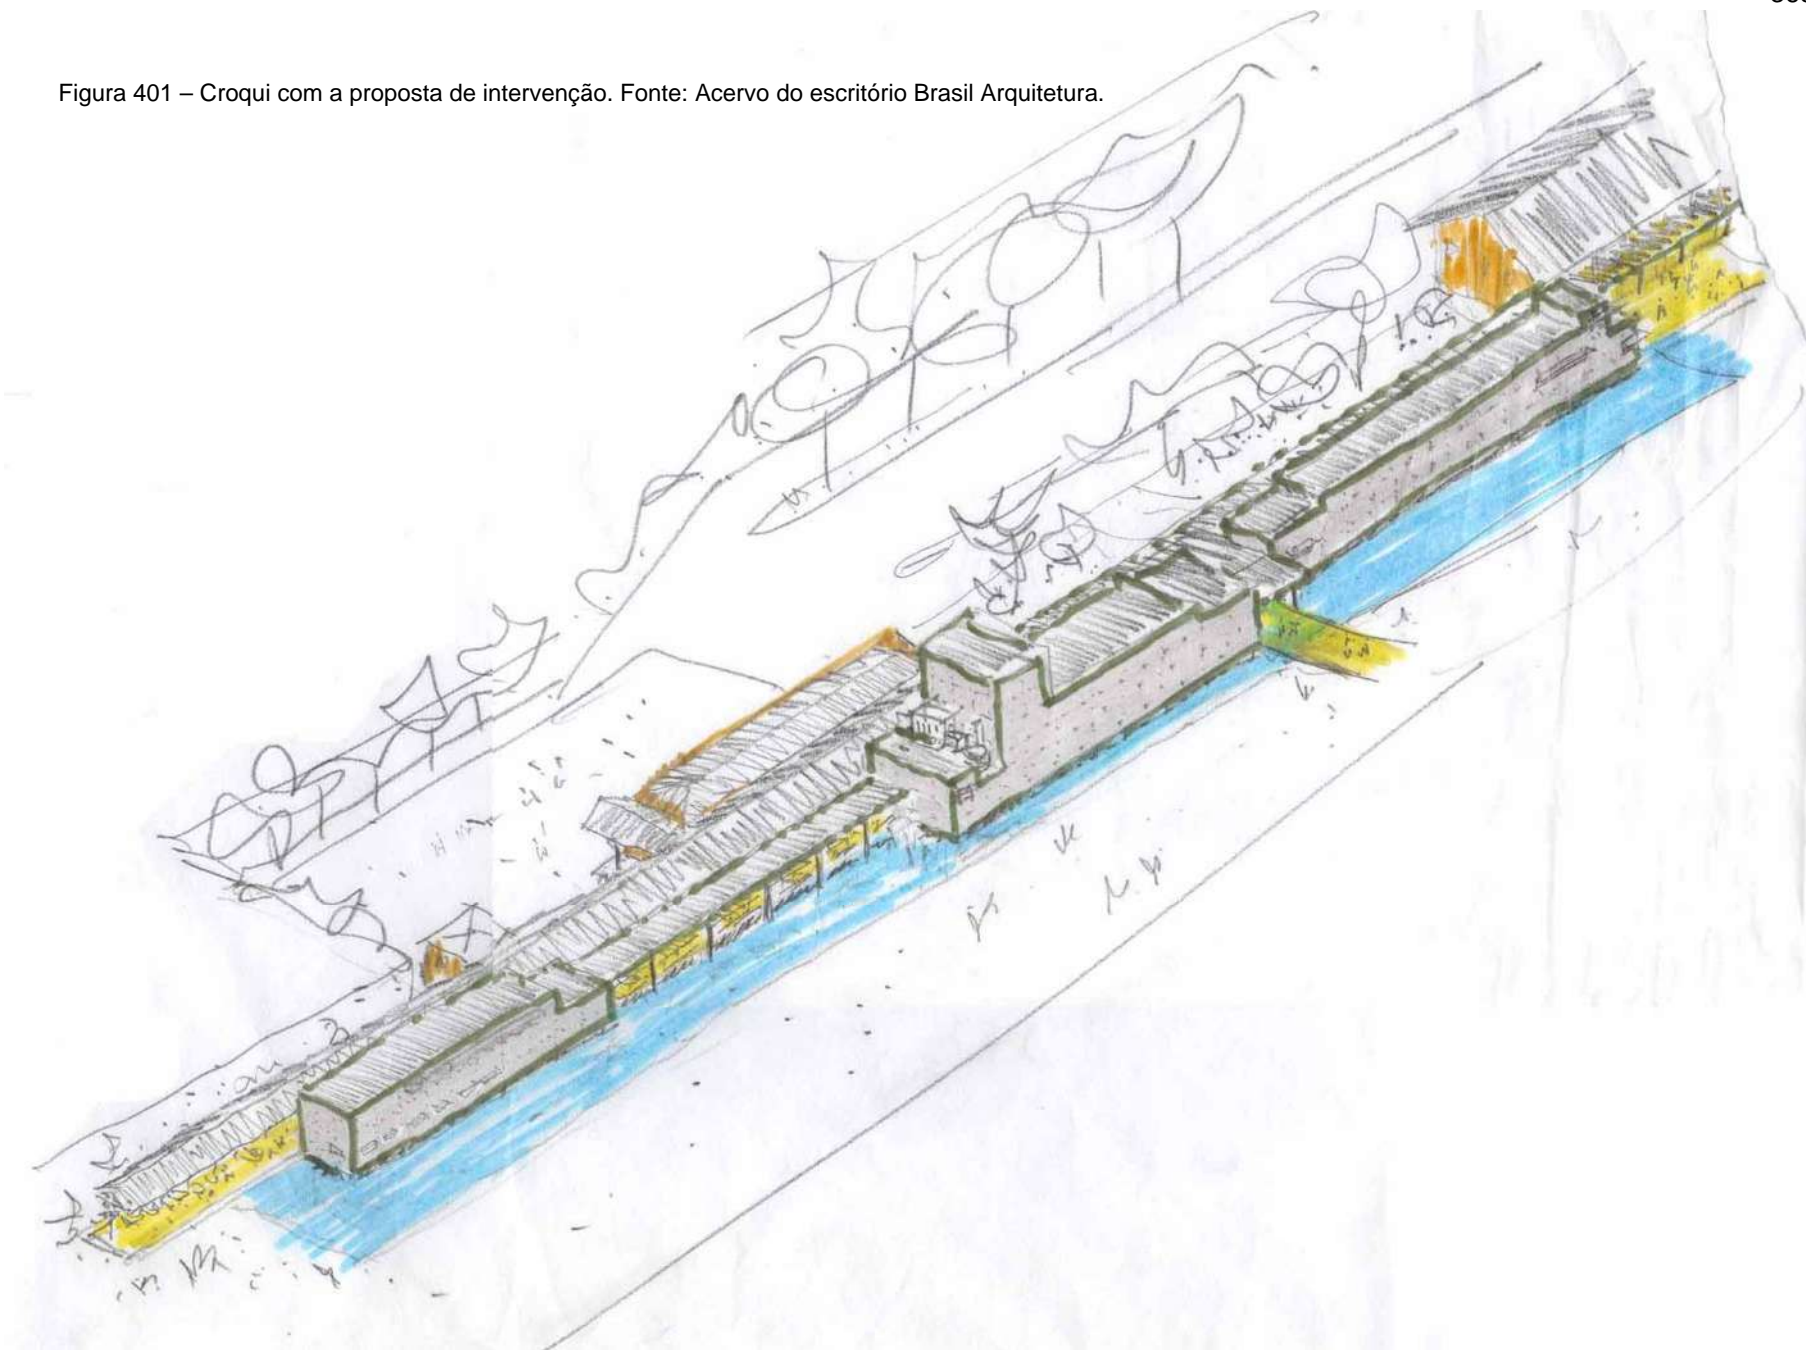 Figura 401 – Croqui com a proposta de intervenção. Fonte: Acervo do escritório Brasil Arquitetura.